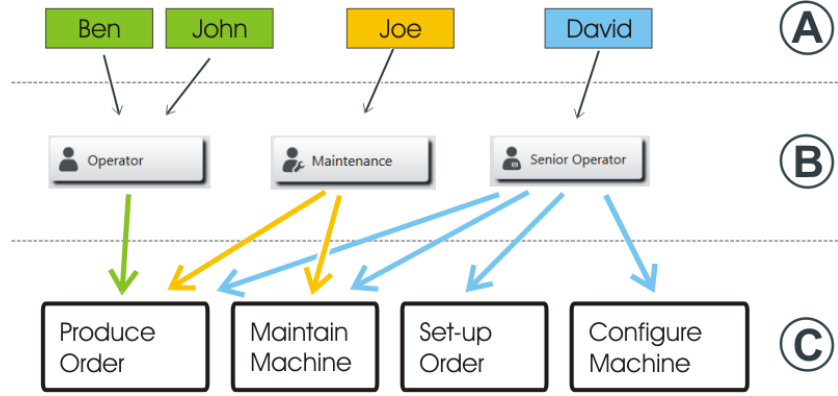 Ben John Joe David A
Operator Maintenance Senior Operator B
Produce Maintain Set-up Configure C
Order Machine Order Machine